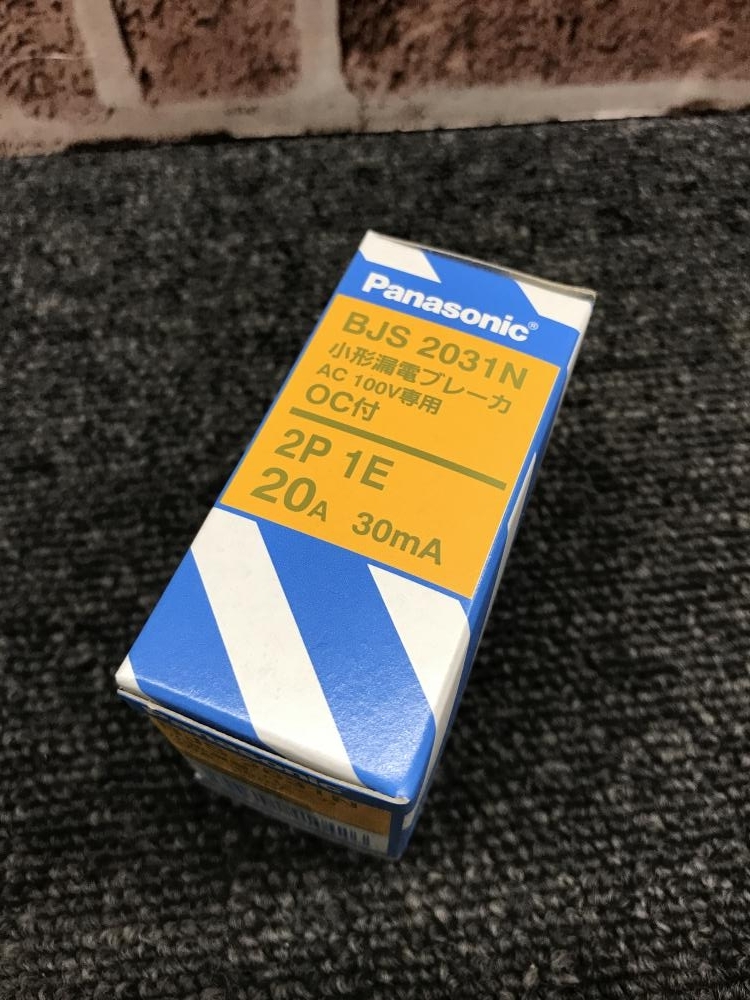 Panasonic®
BJS 2031N
小形漏電ブレーカ
AC 100V専用
OC付
2P 1E
20A 30mA